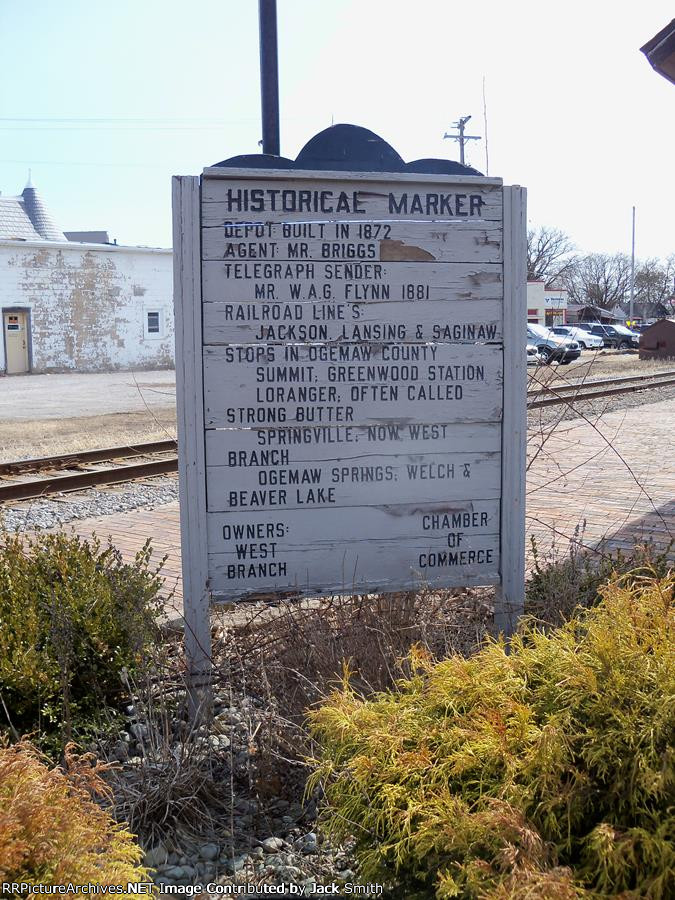 HISTORICAL MARKER
DEPOT BUILT IN 1872
AGENT MR. BRIGGS
TELEGRAPH SENDER:
MR. W.A.G. FLYNN 1881
RAILROAD LINE'S:
JACKSON, LANSING & SAGINAW
STOPS IN OGEMAW COUNTY
SUMMIT; GREENWOOD STATION
LORANGER, OFTEN CALLED
STRONG BUTTER
SPRINGVILLE, NOW WEST
BRANCH
OGEMAW SPRINGS, WELCH &
BEAVER LAKE
OWNERS:
WEST
BRANCH
CHAMBER
OF
COMMERCE
RRPictureArchives.NET Image Contributed by Jack Smith